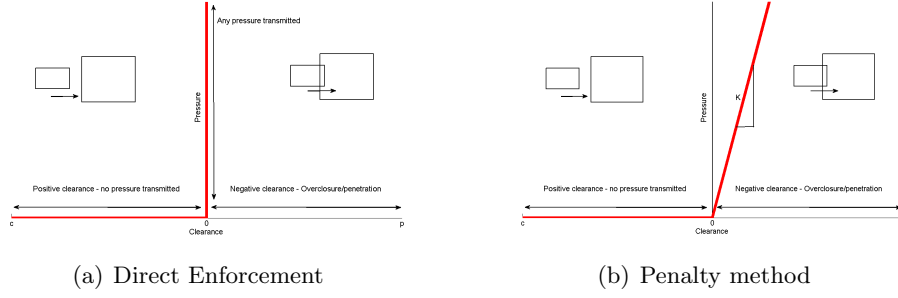 Any pressure transmitted
Pressure
Positive clearance - no pressure transmitted
Negative clearance - Overclosure/penetration
c
0
p
Clearance
(a) Direct Enforcement
Pressure
K
Positive clearance - no pressure transmitted
Negative clearance - Overclosure/penetration
c
0
Clearance
(b) Penalty method